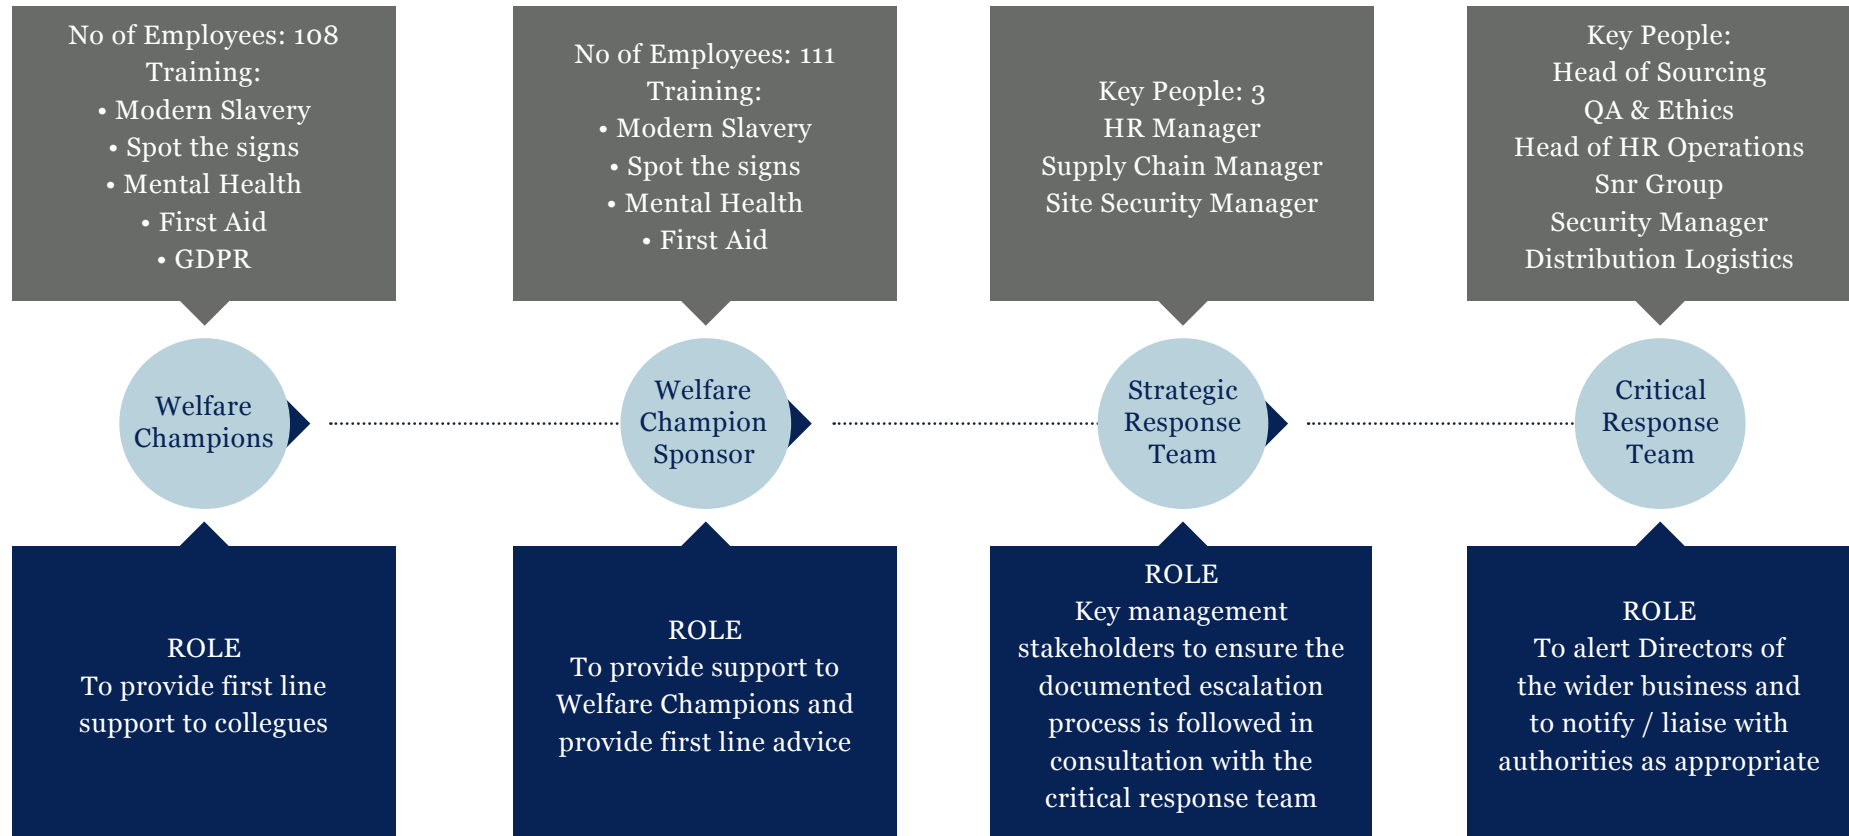 No of Employees: 108
Training:
• Modern Slavery
• Spot the signs
• Mental Health
• First Aid
• GDPR
No of Employees: 111
Training:
• Modern Slavery
• Spot the signs
• Mental Health
• First Aid
Key People: 3
HR Manager
Supply Chain Manager
Site Security Manager
Key People:
Head of Sourcing
QA & Ethics
Head of HR Operations
Snr Group
Security Manager
Distribution Logistics
Welfare
Champions
Welfare
Champion
Sponsor
Strategic
Response
Team
Critical
Response
Team
ROLE
To provide first line
support to collegues
ROLE
To provide support to
Welfare Champions and
provide first line advice
ROLE
Key management
stakeholders to ensure the
documented escalation
process is followed in
consultation with the
critical response team
ROLE
To alert Directors of
the wider business and
to notify / liaise with
authorities as appropriate